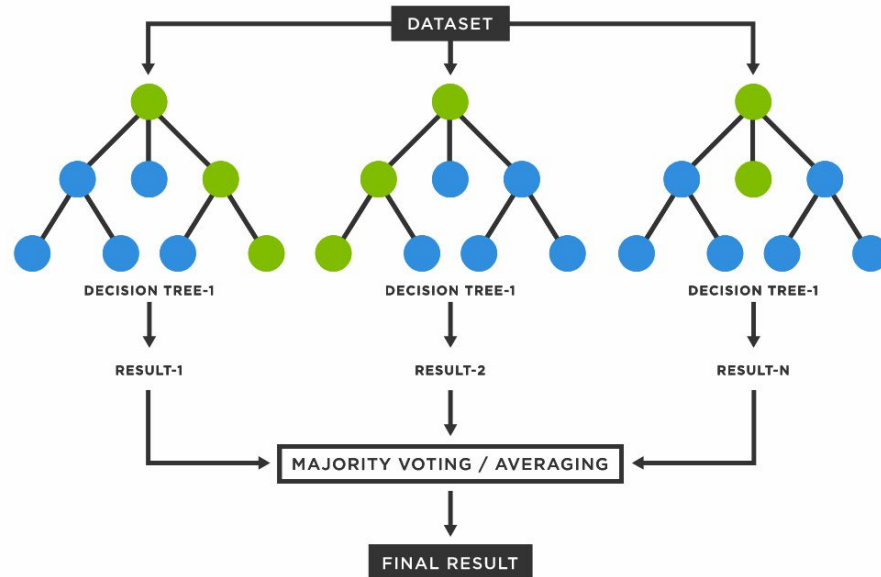 DATASET
DECISION TREE-1
DECISION TREE-1
DECISION TREE-1
RESULT-1
RESULT-2
RESULT-N
MAJORITY VOTING / AVERAGING
FINAL RESULT